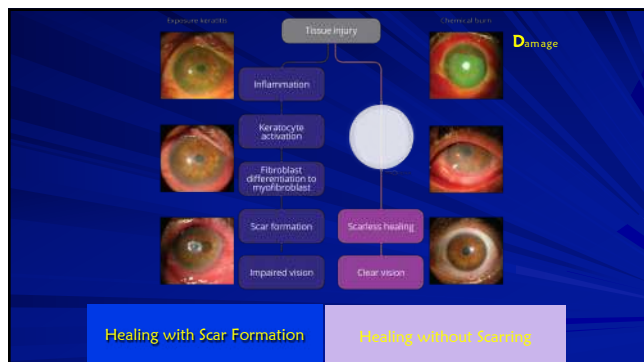 Exposure keratitis
Tissue injury
Chemical burn
Damage
Inflammation
Keratocyte
activation
Fibroblast
differentiation to
myofibroblast
Scar formation
Scarless healing
Impaired vision
Clear vision
Healing with Scar Formation
Healing without Scarring